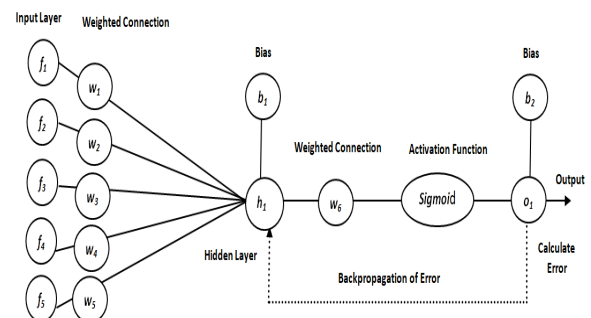 Input Layer
Weighted Connection
f1
w1
f2
w2
f3
w3
f4
w4
f5
w5
Bias
b1
h1
Hidden Layer
Weighted Connection
w6
Activation Function
Sigmoid
Bias
b2
o1
Output
Calculate
Error
Backpropagation of Error